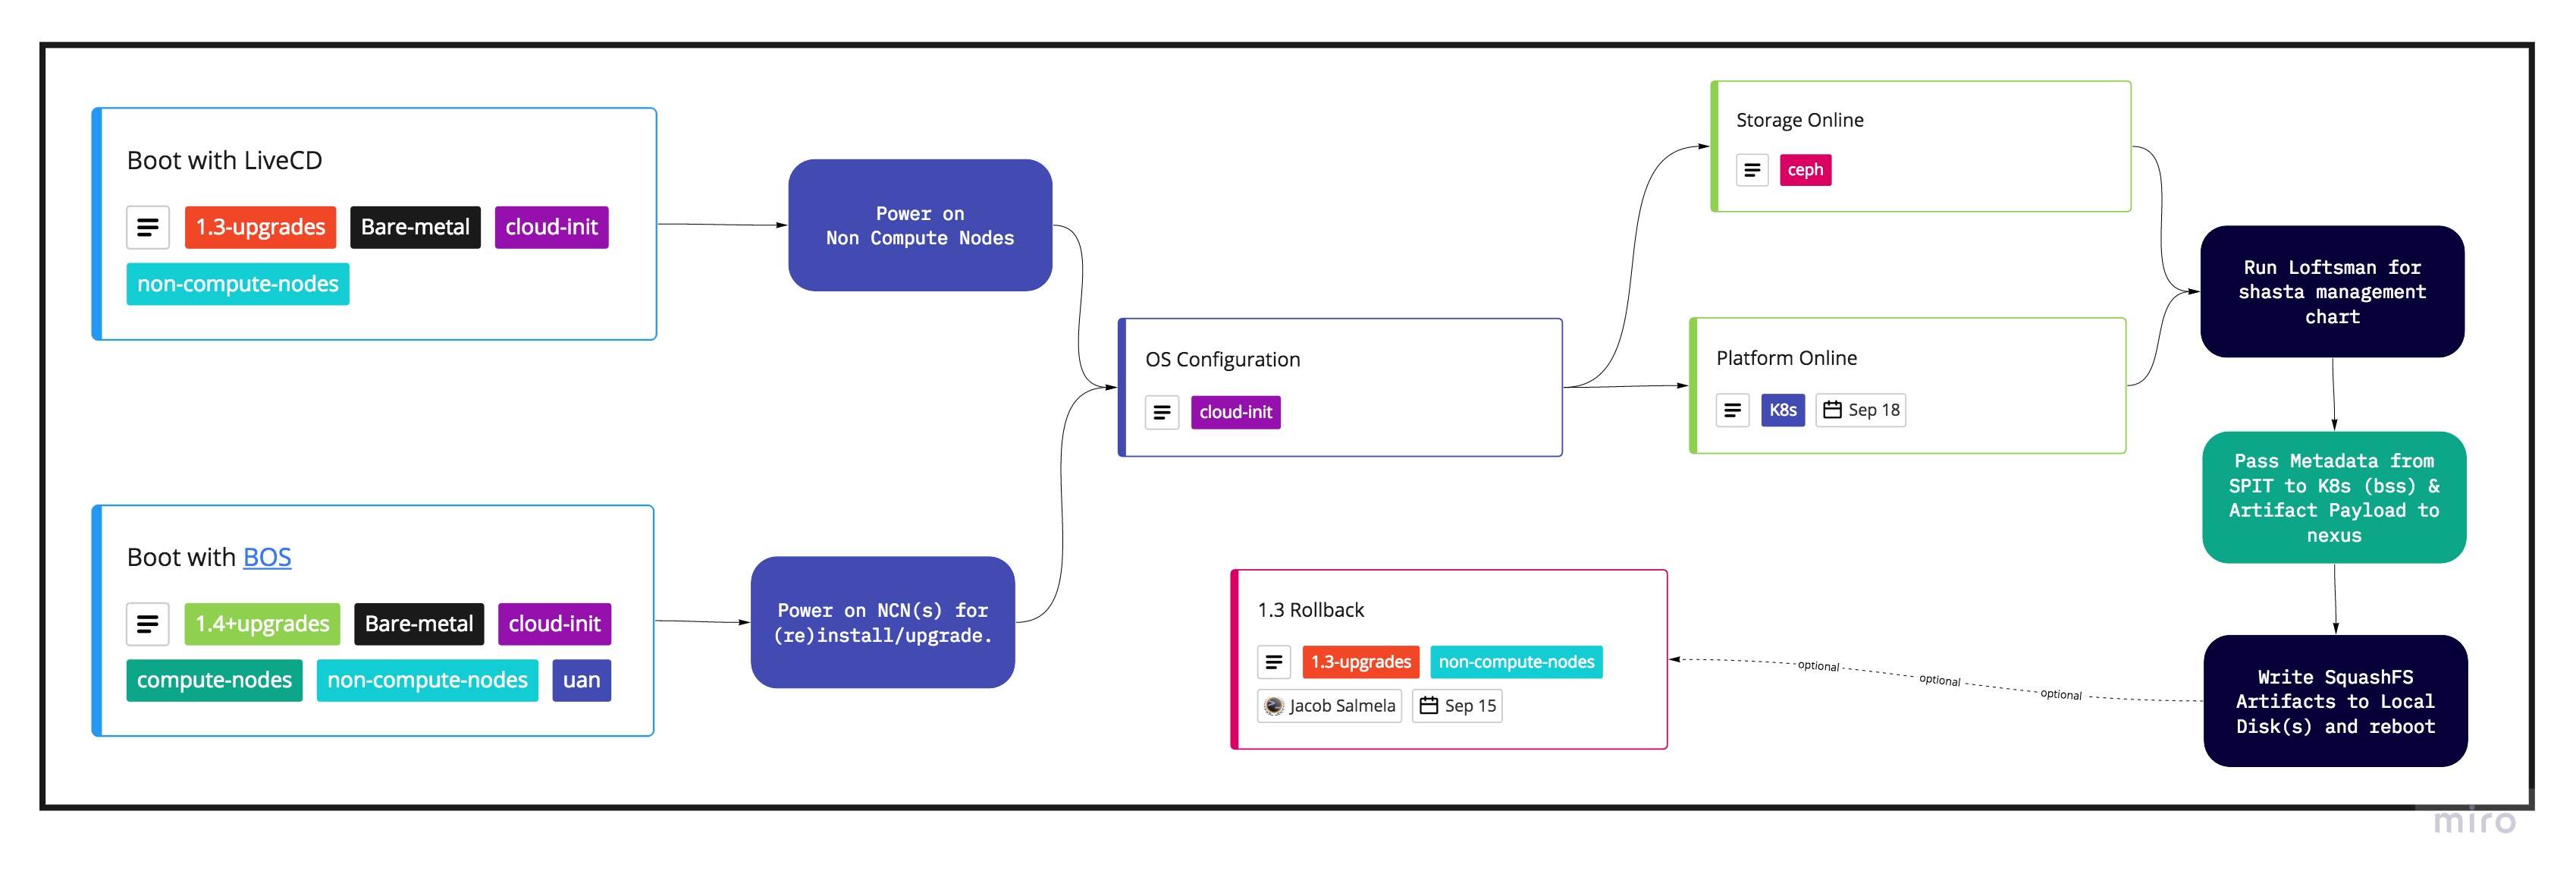 Boot with LiveCD
1.3-upgrades
Bare-metal
cloud-init
non-compute-nodes
Power on
Non Compute Nodes
Boot with BOS
1.4+upgrades
Bare-metal
cloud-init
compute-nodes
non-compute-nodes
uan
Power on NCN(s) for
(re)install/upgrade.
OS Configuration
cloud-init
Storage Online
ceph
Platform Online
K8s
Sep 18
Run Loftsman for
shasta management
chart
Pass Metadata from
SPIT to K8s (bss) &
Artifact Payload to
nexus
Write SquashFS
Artifacts to Local
Disk(s) and reboot
optional
optional
optional
1.3 Rollback
1.3-upgrades
non-compute-nodes
Jacob Salmela
Sep 15
miro